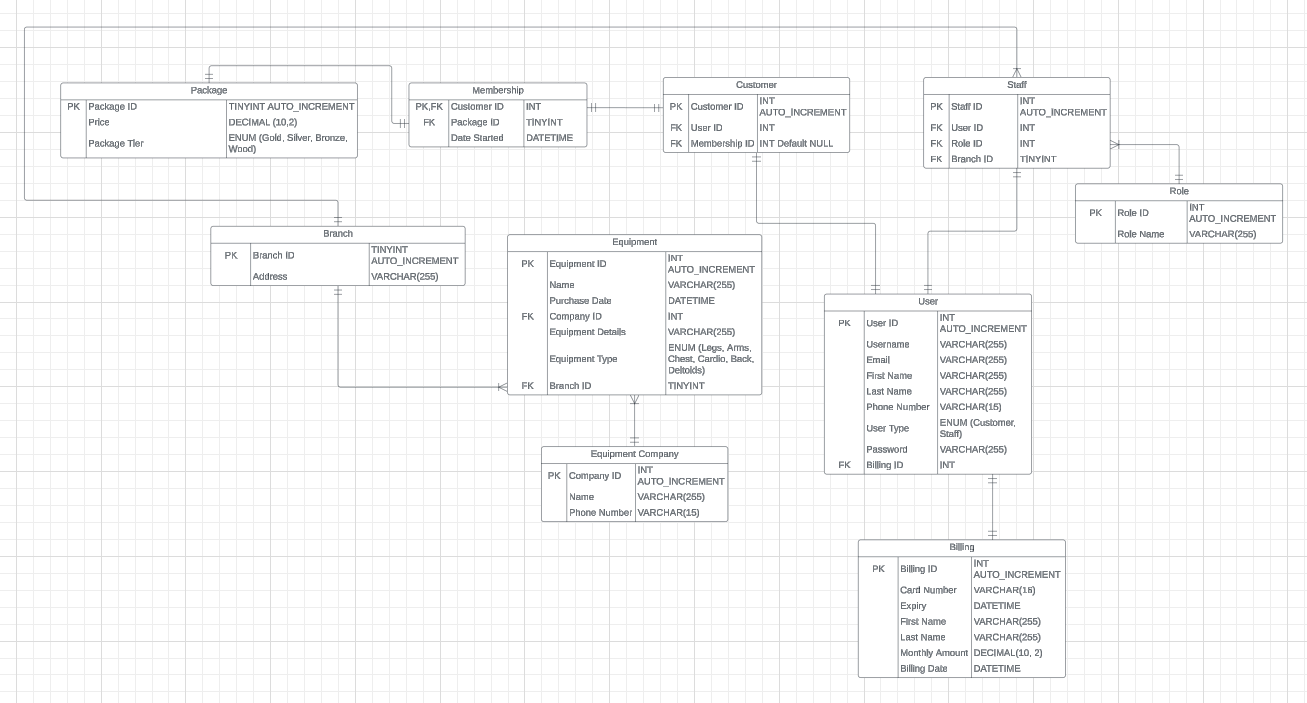 Package
PK Package ID TINYINT AUTO_INCREMENT
Price DECIMAL (10,2)
Package Tier ENUM (Gold, Silver, Bronze,
Wood)
Membership
PK,FK Customer ID INT
FK Package ID TINYINT
Date Started DATETIME
Customer
PK Customer ID INT
AUTO_INCREMENT
FK User ID INT
FK Membership ID INT Default NULL
Staff
PK Staff ID INT
AUTO_INCREMENT
FK User ID INT
FK Role ID INT
FK Branch ID TINYINT
Role
PK Role ID INT
AUTO_INCREMENT
Role Name VARCHAR(255)
Branch
PK Branch ID TINYINT
AUTO_INCREMENT
Address VARCHAR(255)
Equipment
PK Equipment ID INT
AUTO_INCREMENT
Name VARCHAR(255)
Purchase Date DATETIME
FK Company ID INT
Equipment Details VARCHAR(255)
Equipment Type ENUM (Legs, Arms,
Chest, Cardio, Back,
Deltoids)
FK Branch ID TINYINT
User
PK User ID INT
AUTO_INCREMENT
Username VARCHAR(255)
Email VARCHAR(255)
First Name VARCHAR(255)
Last Name VARCHAR(255)
Phone Number VARCHAR(15)
User Type ENUM (Customer,
Staff)
Password VARCHAR(255)
FK Billing ID INT
Equipment Company
PK Company ID INT
AUTO_INCREMENT
Name VARCHAR(255)
Phone Number VARCHAR(15)
Billing
PK Billing ID INT
AUTO_INCREMENT
Card Number VARCHAR(16)
Expiry DATETIME
First Name VARCHAR(255)
Last Name VARCHAR(255)
Monthly Amount DECIMAL(10, 2)
Billing Date DATETIME